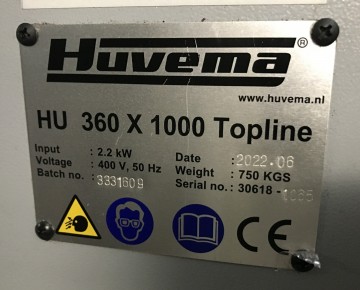 Huvema®
www.huvema.nl
HU 360 X 1000 Topline
Input : 2.2 kW
Voltage : 400 V, 50 Hz
Batch no. : 3331609
Date : 2022.06
Weight : 750 KGS
Serial no.: 30618 -
CE